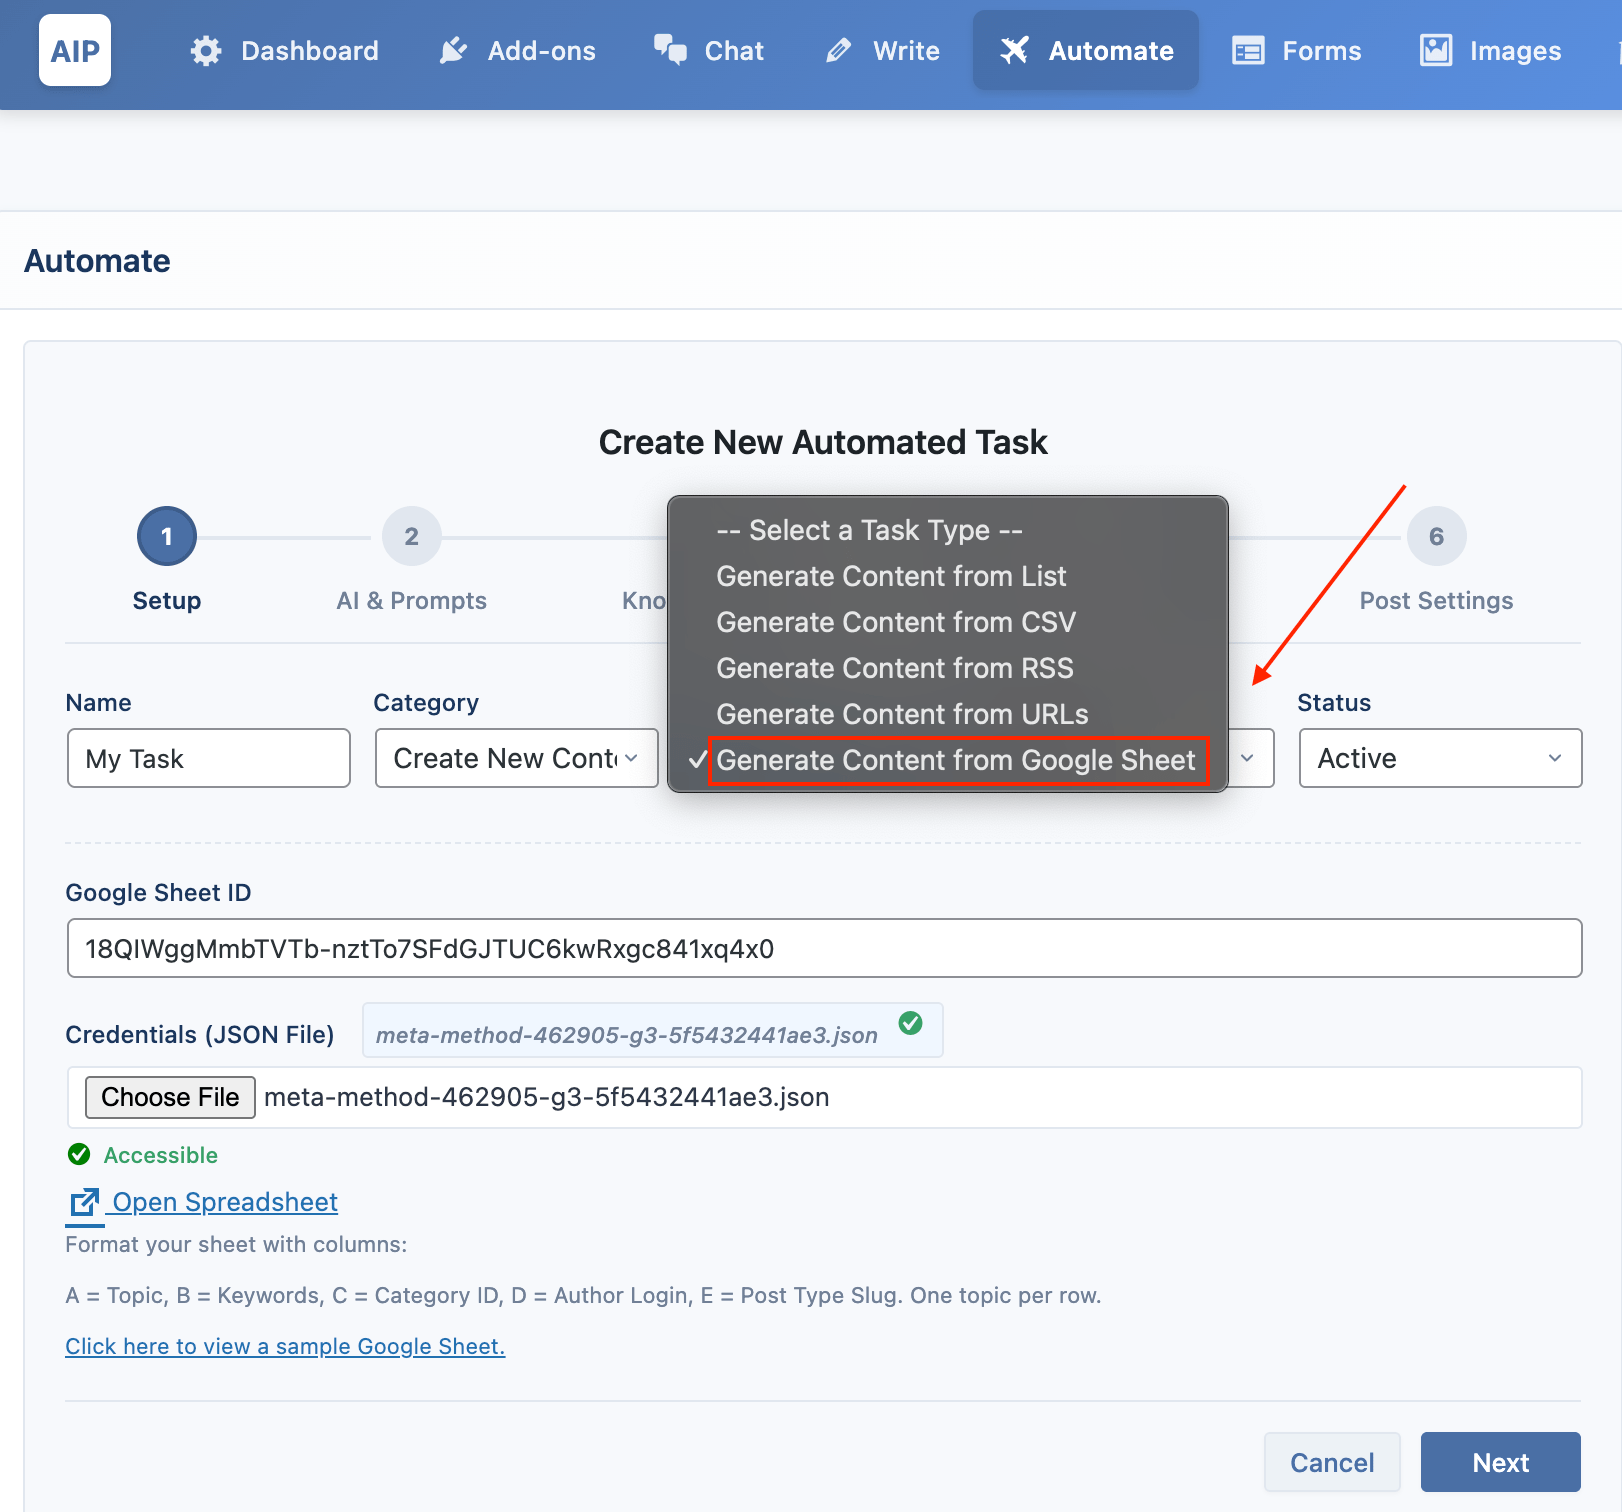 AIP
Dashboard
Add-ons
Chat
Write
Automate
Forms
Images
Automate
Create New Automated Task
1
2
6
Setup
AI & Prompts
Kno
Post Settings
-- Select a Task Type --
Generate Content from List
Generate Content from CSV
Generate Content from RSS
Generate Content from URLs
✓ Generate Content from Google Sheet
Name
Category
Status
My Task
Create New Conte
Active
Google Sheet ID
18QIWggMmbTVTb-nztTo7SFdGJTUC6kwRxgc841xq4x0
Credentials (JSON File)
meta-method-462905-g3-5f5432441ae3.json
Choose File meta-method-462905-g3-5f5432441ae3.json
Accessible
Open Spreadsheet
Format your sheet with columns:
A = Topic, B = Keywords, C = Category ID, D = Author Login, E = Post Type Slug. One topic per row.
Click here to view a sample Google Sheet.
Cancel
Next